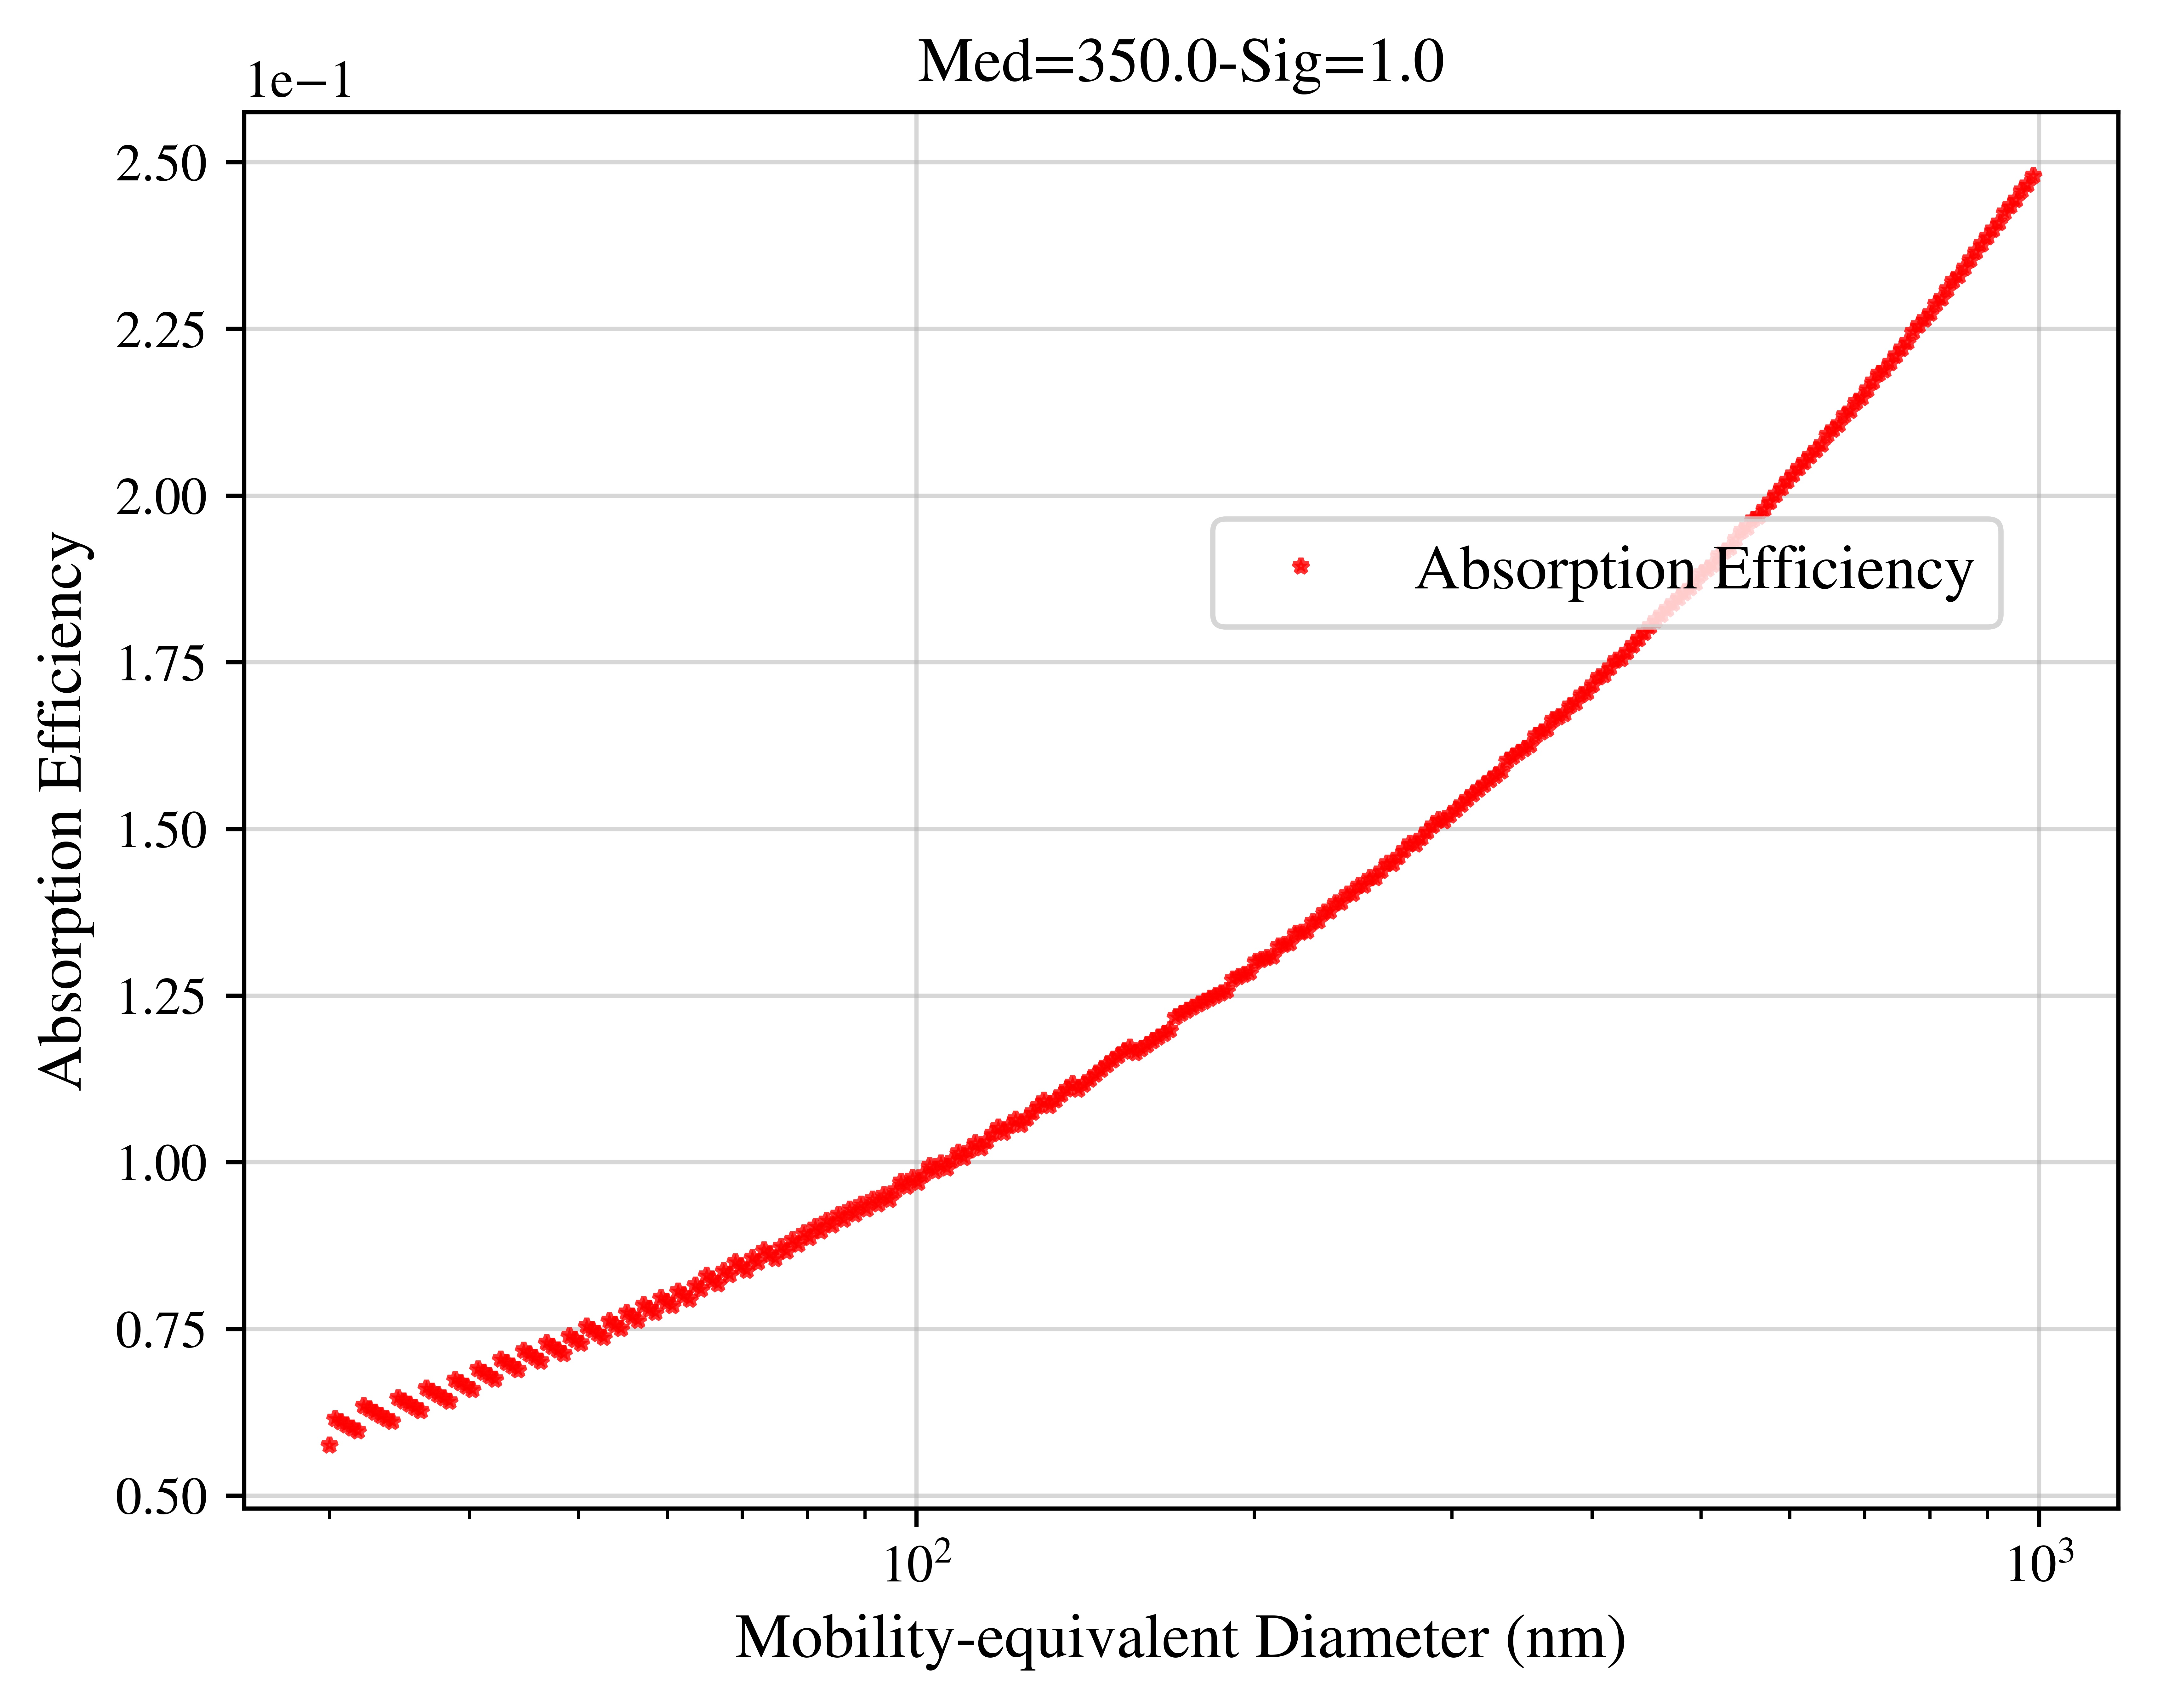 Med=350.0-Sig=1.0
1e−1
2.50
2.25
2.00
1.75
1.50
1.25
1.00
0.75
0.50
Absorption Efficiency
Absorption Efficiency
10²
10³
Mobility-equivalent Diameter (nm)